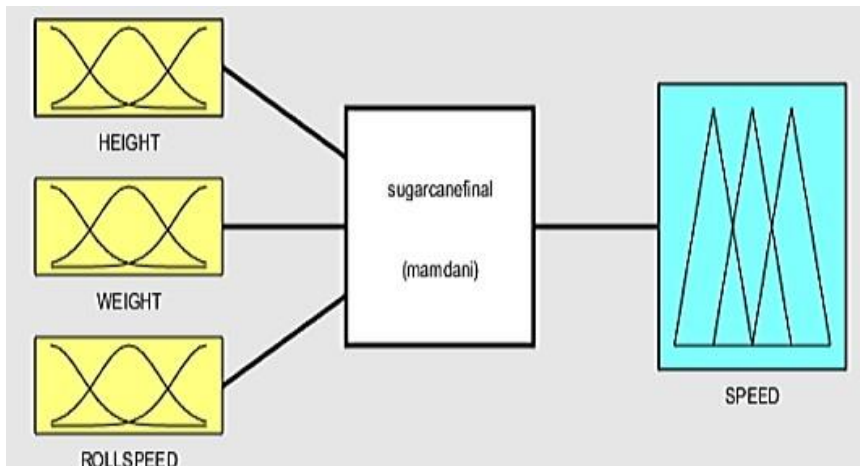 HEIGHT
WEIGHT
ROLLSPEED
sugarcanefinal
(mamdani)
SPEED